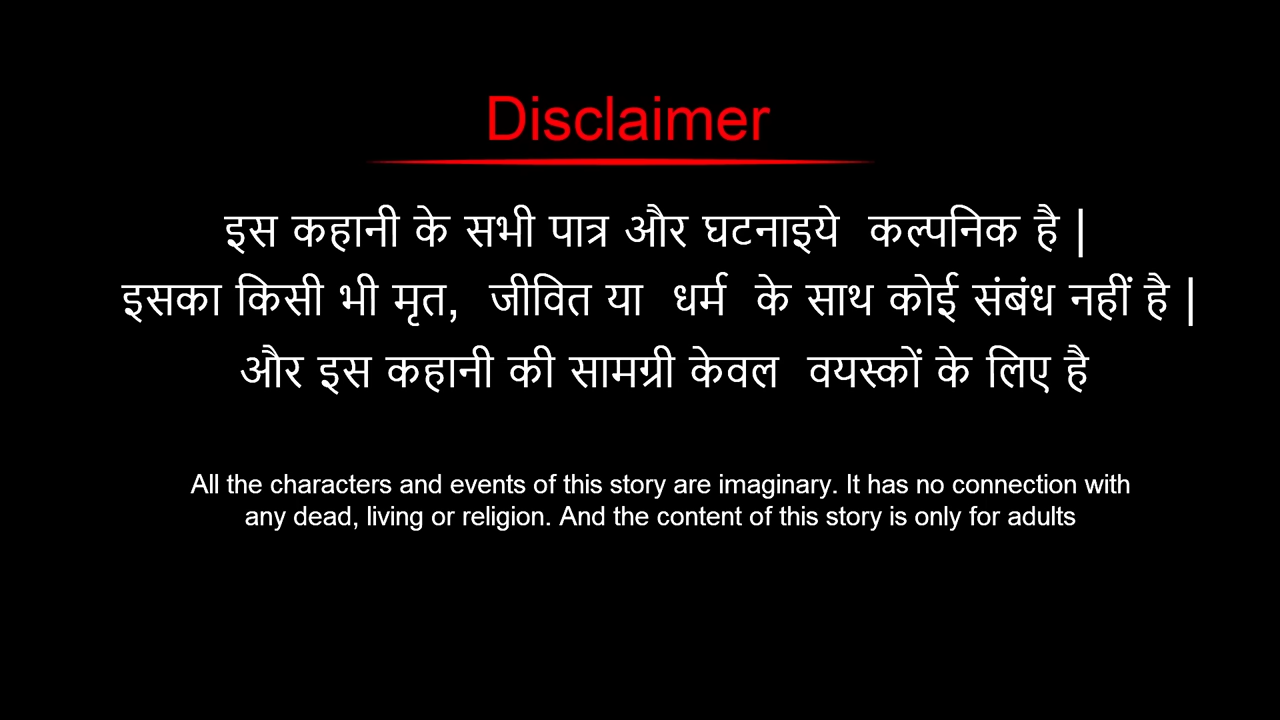 Disclaimer
इस कहानी के सभी पात्र और घटनाइये कल्पनिक है |
इसका किसी भी मृत, जीवित या धर्म के साथ कोई संबंध नहीं है |
और इस कहानी की सामग्री केवल वयस्कों के लिए है
All the characters and events of this story are imaginary. It has no connection with
any dead, living or religion. And the content of this story is only for adults